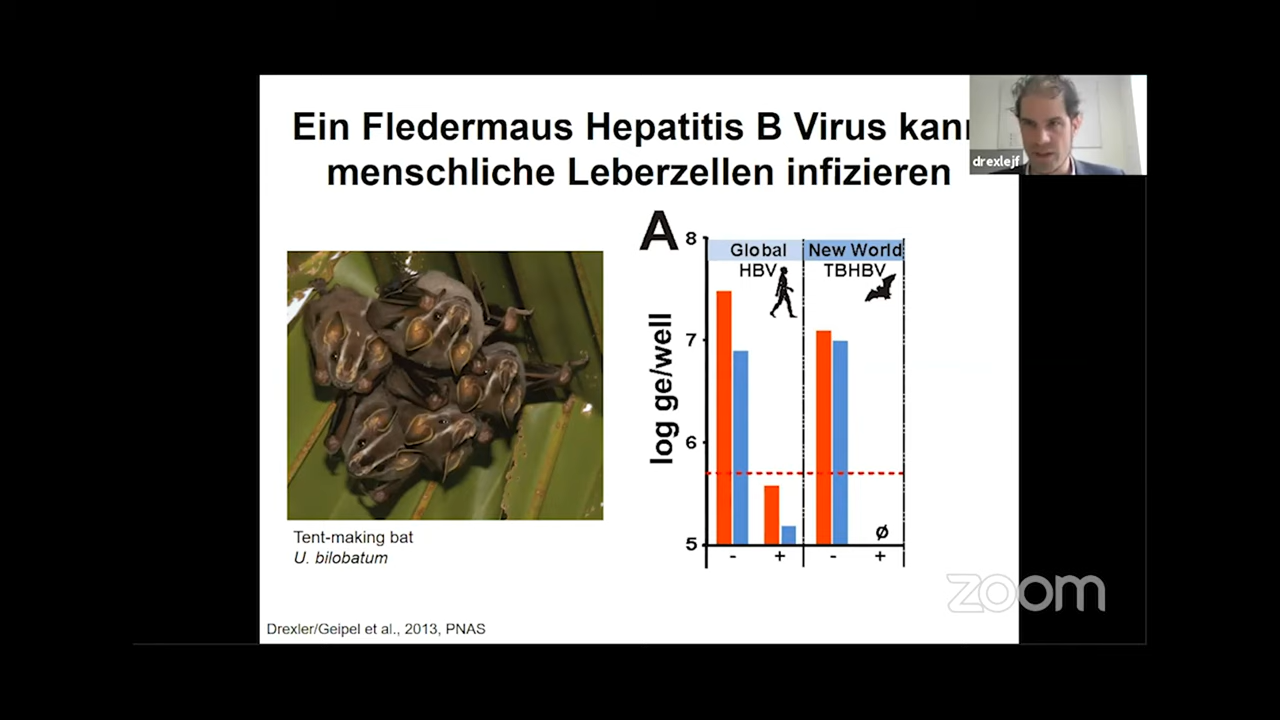 Ein Fledermaus Hepatitis B Virus kann
menschliche Leberzellen infizieren
drexlejf
A
8
7
6
5
log ge/well
Global
New World
HBV
TBHBV
ø
- + - +
Tent-making bat
U. bilobatum
Drexler/Geipel et al., 2013, PNAS
zoom